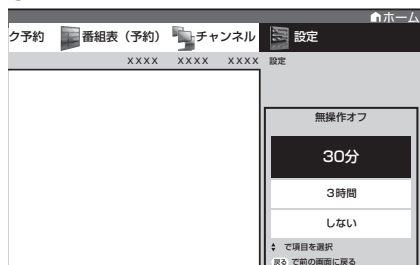 ホーム
ク予約 番組表（予約） チャンネル 設定
XXXX XXXX XXXX 設定
無操作オフ
30分
3時間
しない
で項目を選択
戻る で前の画面に戻る